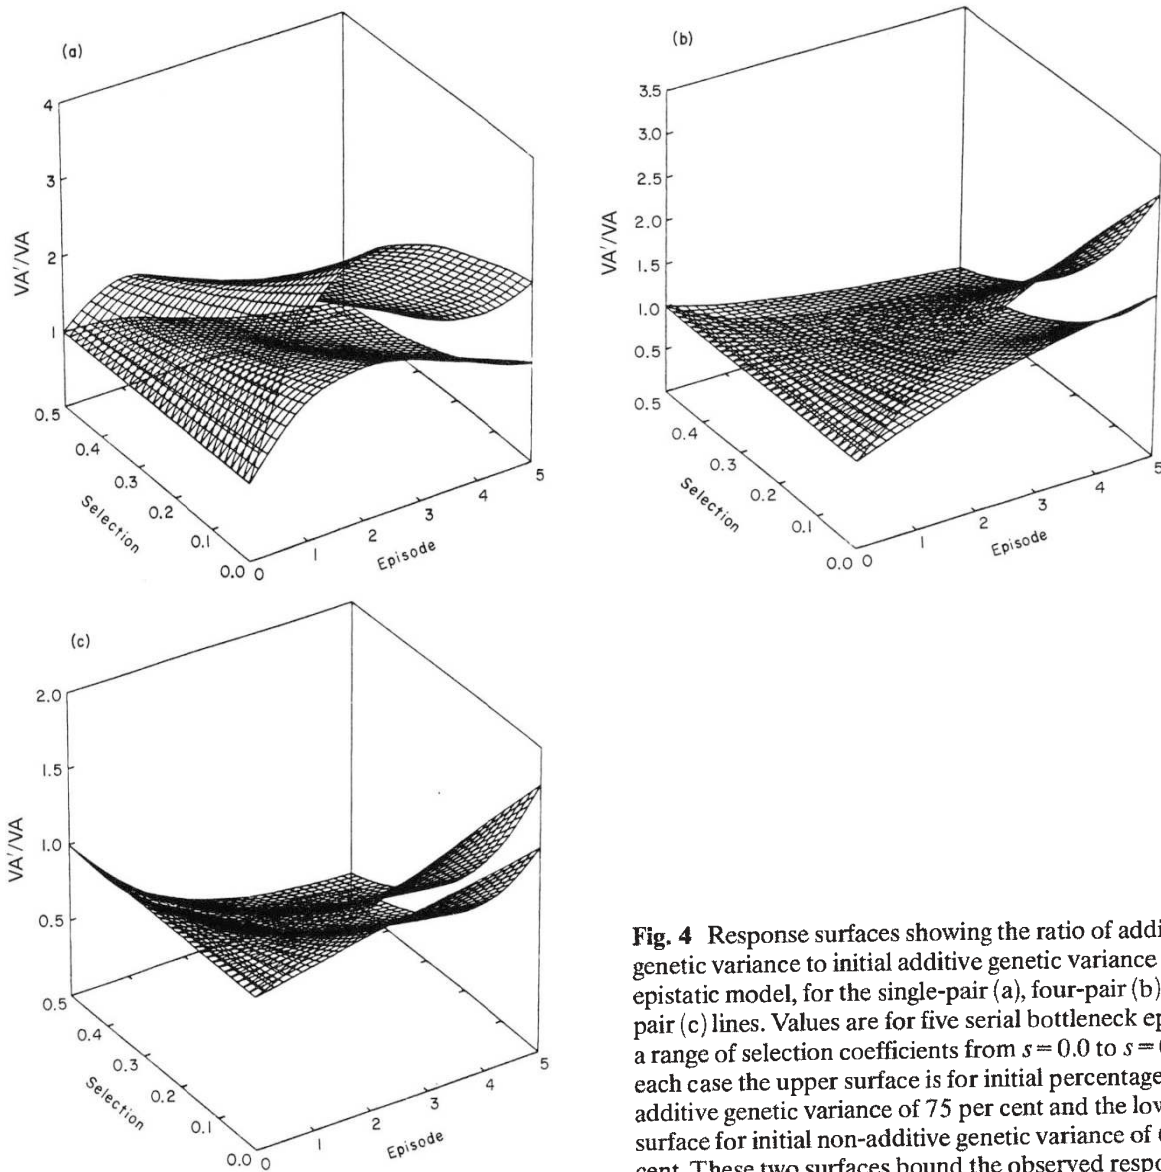 (a)
4
3
2
1
VA'/VA
0.5
0.4
0.3
0.2
0.1
0.0
Selection
0
1
2
3
4
5
Episode
(b)
3.5
3.0
2.5
2.0
1.5
1.0
0.5
VA'/VA
0.5
0.4
0.3
0.2
0.1
0.0
Selection
0
1
2
3
4
5
Episode
(c)
2.0
1.5
1.0
0.5
VA'/VA
0.5
0.4
0.3
0.2
0.1
0.0
Selection
0
1
2
3
4
5
Episode
Fig. 4 Response surfaces showing the ratio of addi
genetic variance to initial additive genetic variance
epistatic model, for the single-pair (a), four-pair (b)
pair (c) lines. Values are for five serial bottleneck ep
a range of selection coefficients from s = 0.0 to s =
each case the upper surface is for initial percentage
additive genetic variance of 75 per cent and the low
surface for initial non-additive genetic variance of
cent. These two surfaces bound the observed respo